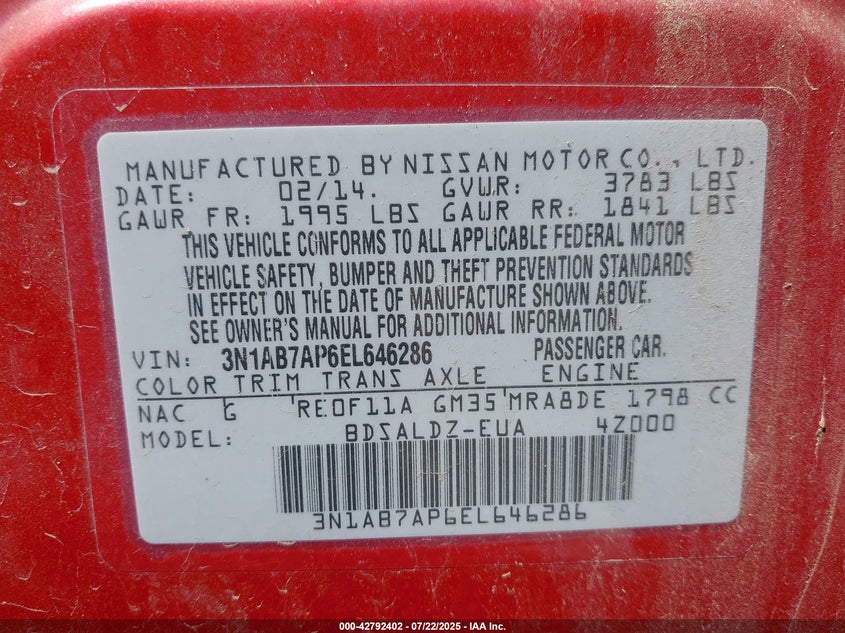 MANUFACTURED BY NISSAN MOTOR CO., LTD.
DATE: 02/14. GVWR: 3783 LBS
GAWR FR: 1995 LBS GAWR RR: 1841 LBS
THIS VEHICLE CONFORMS TO ALL APPLICABLE FEDERAL MOTOR
VEHICLE SAFETY, BUMPER AND THEFT PREVENTION STANDARDS
IN EFFECT ON THE DATE OF MANUFACTURE SHOWN ABOVE.
SEE OWNER'S MANUAL FOR ADDITIONAL INFORMATION.
VIN: 3N1AB7AP6EL646286 PASSENGER CAR.
COLOR TRIM TRANS AXLE ENGINE
NAC G RE0F11A GM35 MRA8DE 1798 CC
MODEL: BDSALDZ-EUA 4Z000
3N1AB7AP6EL646286
000-42792402 - 07/22/2025 - IAA Inc.